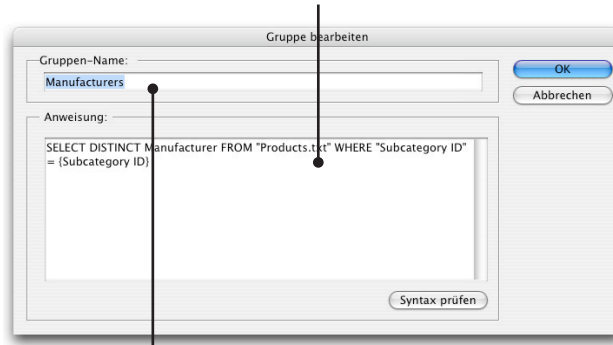 Gruppe bearbeiten
Gruppen-Name:
Manufacturers
OK
Abbrechen
Anweisung:
SELECT DISTINCT Manufacturer FROM "Products.txt" WHERE "Subcategory ID"
= {Subcategory ID}
Syntax prüfen